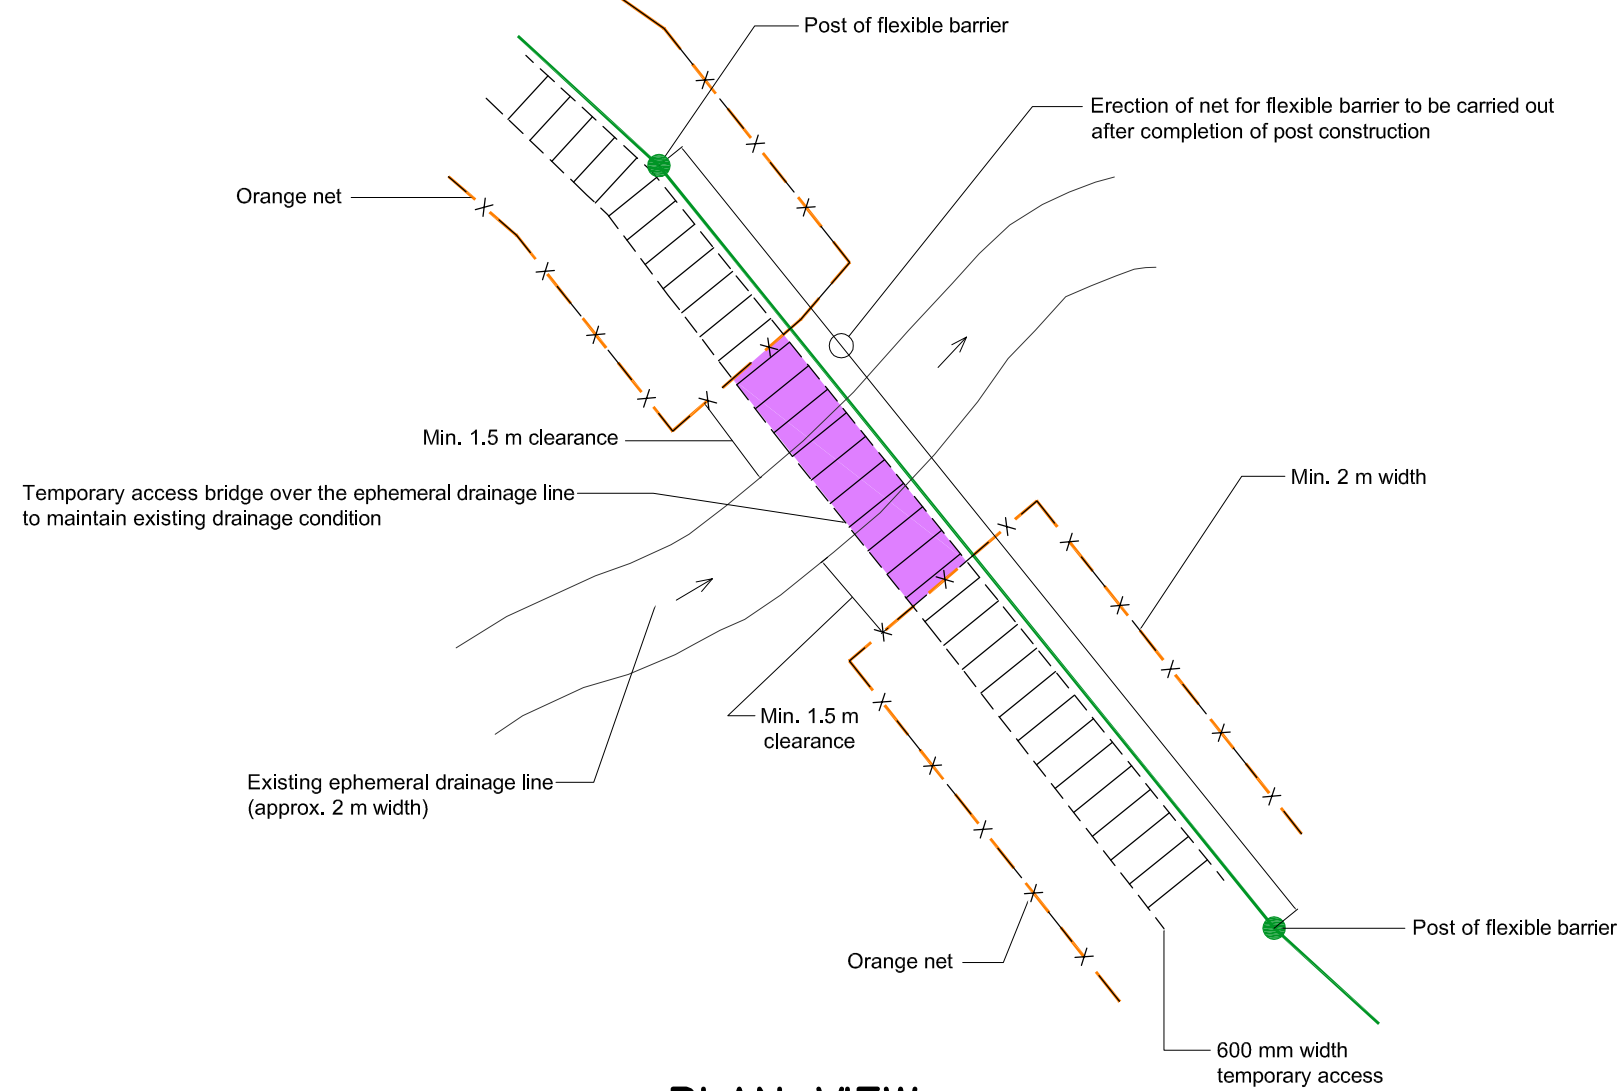 Post of flexible barrier
Erection of net for flexible barrier to be carried out
after completion of post construction
Orange net
Min. 1.5 m clearance
Min. 2 m width
Temporary access bridge over the ephemeral drainage line
to maintain existing drainage condition
Min. 1.5 m
clearance
Existing ephemeral drainage line
(approx. 2 m width)
Post of flexible barrier
Orange net
600 mm width
temporary access
PLAN VIEW